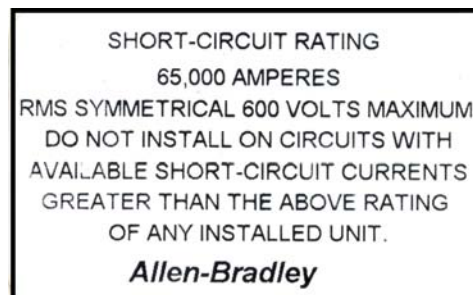 SHORT-CIRCUIT RATING
65,000 AMPERES
RMS SYMMETRICAL 600 VOLTS MAXIMUM
DO NOT INSTALL ON CIRCUITS WITH
AVAILABLE SHORT-CIRCUIT CURRENTS
GREATER THAN THE ABOVE RATING
OF ANY INSTALLED UNIT.
Allen-Bradley